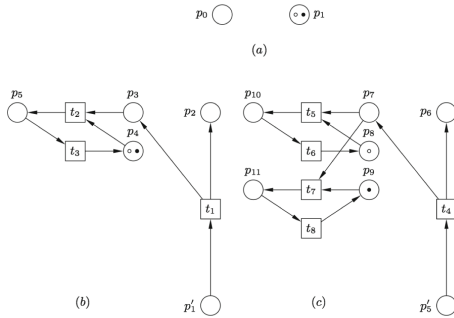 p₀ p₁
(a)
p₅ t₂ p₃ p₂ p₁₀ t₅ p₇ p₆
p₄ p₈
t₃ t₆
p₁₁ t₇ p₉
t₁ t₈ t₄
(b) p′₁ (c) p′₅